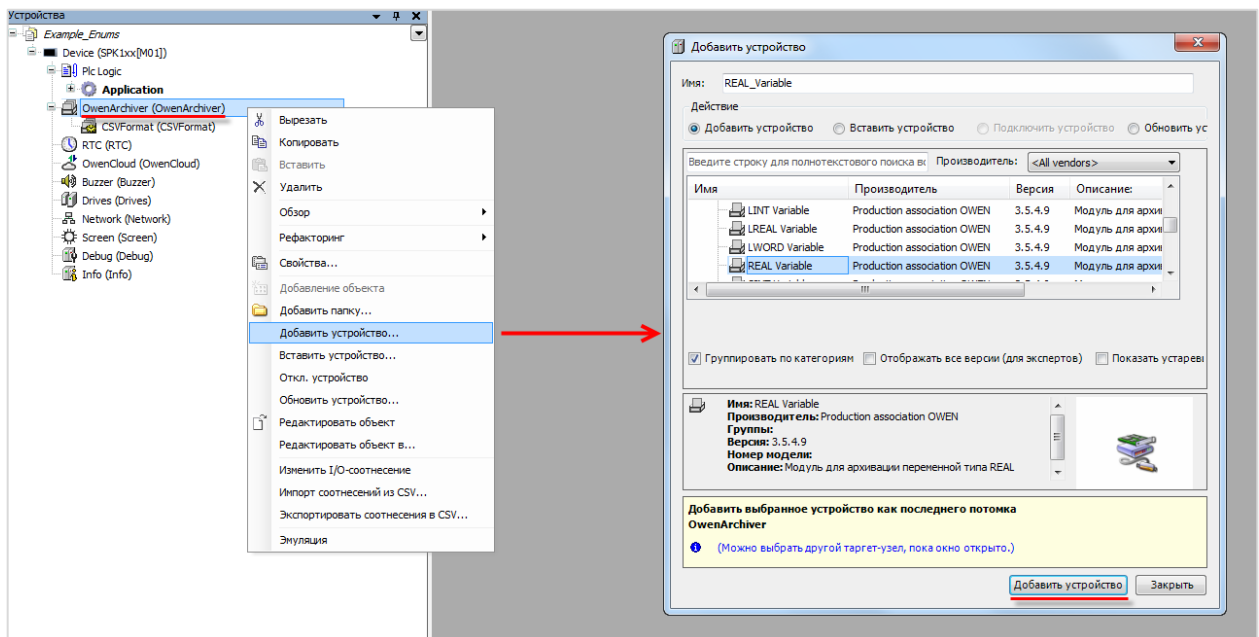 Устройства
Example_Enums
Device (SPK1xx[M01])
Plc Logic
Application
OwenArchiver (OwenArchiver)
CSVFormat (CSVFormat)
RTC (RTC)
OwenCloud (OwenCloud)
Buzzer (Buzzer)
Drives (Drives)
Network (Network)
Screen (Screen)
Debug (Debug)
Info (Info)
Вырезать
Копировать
Вставить
Удалить
Обзор
Рефакторинг
Свойства...
Добавление объекта
Добавить папку...
Добавить устройство...
Вставить устройство...
Откл. устройство
Обновить устройство...
Редактировать объект
Редактировать объект в...
Изменить I/O-соотнесение
Импорт соотнесений из CSV...
Экспортировать соотнесения в CSV...
Эмуляция
Добавить устройство
Имя: REAL_Variable
Действие
Добавить устройство Вставить устройство Подключить устройство Обновить ус
Введите строку для полнотекстового поиска во Производитель: <All vendors>
Имя Производитель Версия Описание:
LINT Variable Production association OWEN 3.5.4.9 Модуль для архи
LREAL Variable Production association OWEN 3.5.4.9 Модуль для архи
LWORD Variable Production association OWEN 3.5.4.9 Модуль для архи
REAL Variable Production association OWEN 3.5.4.9 Модуль для архи
Группировать по категориям Отображать все версии (для экспертов) Показать устарев
Имя: REAL Variable
Производитель: Production association OWEN
Группы:
Версия: 3.5.4.9
Номер модели:
Описание: Модуль для архивации переменной типа REAL
Добавить выбранное устройство как последнего потомка
OwenArchiver
(Можно выбрать другой таргет-узел, пока окно открыто.)
Добавить устройство Закрыть